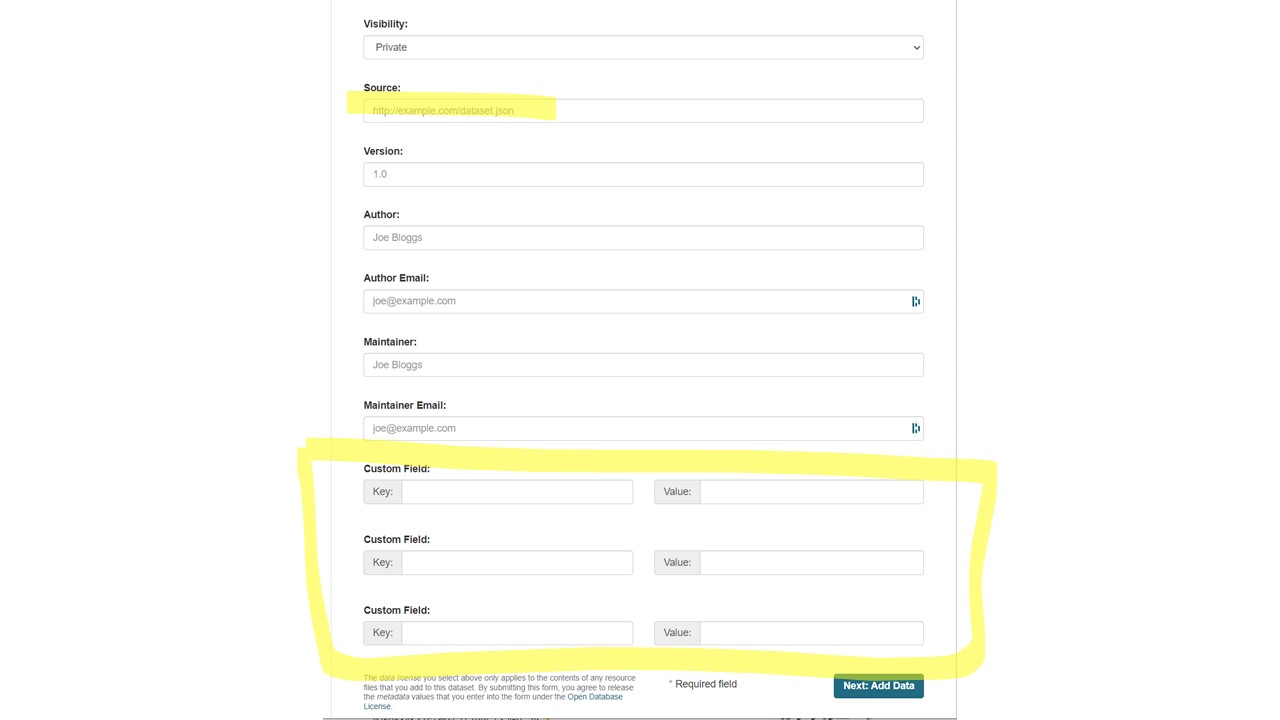 Visibility:
Private
Source:
http://example.com/dataset.json
Version:
1.0
Author:
Joe Bloggs
Author Email:
joe@example.com
Maintainer:
Joe Bloggs
Maintainer Email:
joe@example.com
Custom Field:
Key: Value:
Custom Field:
Key: Value:
Custom Field:
Key: Value:
The data license you select above only applies to the contents of any resource
files that you add to this dataset. By submitting this form, you agree to release
the metadata values that you enter into the form under the Open Database
License.
* Required field
Next: Add Data